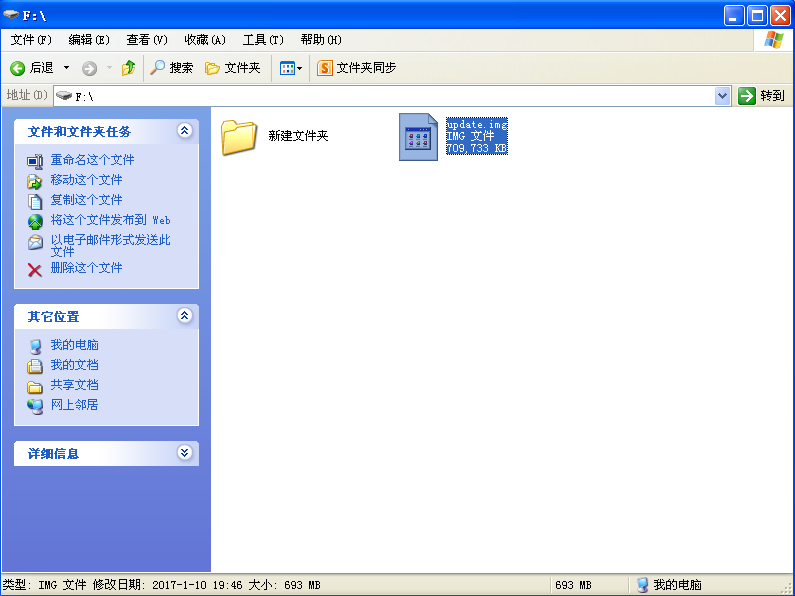 F:\
文件(F) 编辑(E) 查看(V) 收藏(A) 工具(T) 帮助(H)
后退 搜索 文件夹 文件夹同步
地址(D) F:\ 转到
文件和文件夹任务
重命名这个文件
移动这个文件
复制这个文件
将这个文件发布到 Web
以电子邮件形式发送此
文件
删除这个文件
其它位置
我的电脑
我的文档
共享文档
网上邻居
详细信息
新建文件夹
update.img
IMG 文件
709,733 KB
类型: IMG 文件 修改日期: 2017-1-10 19:46 大小: 693 MB 693 MB 我的电脑